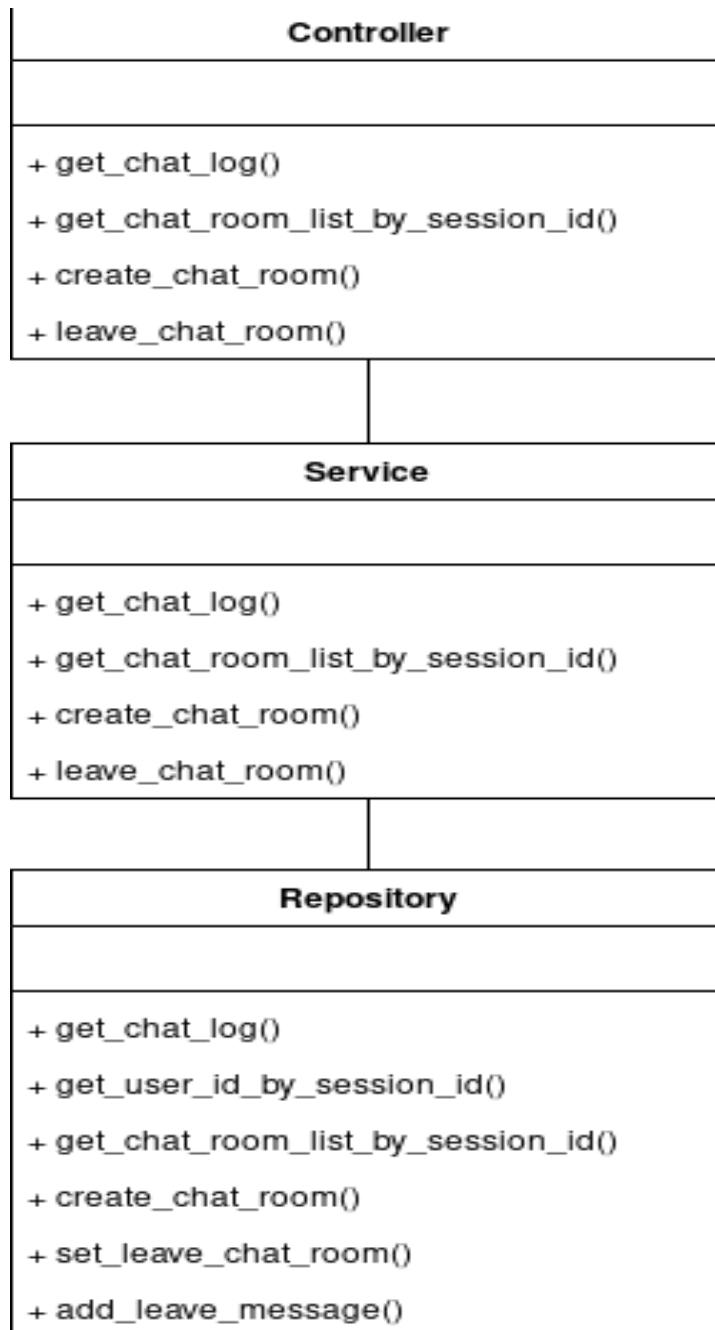 Controller
+ get_chat_log()
+ get_chat_room_list_by_session_id()
+ create_chat_room()
+ leave_chat_room()
Service
+ get_chat_log()
+ get_chat_room_list_by_session_id()
+ create_chat_room()
+ leave_chat_room()
Repository
+ get_chat_log()
+ get_user_id_by_session_id()
+ get_chat_room_list_by_session_id()
+ create_chat_room()
+ set_leave_chat_room()
+ add_leave_message()